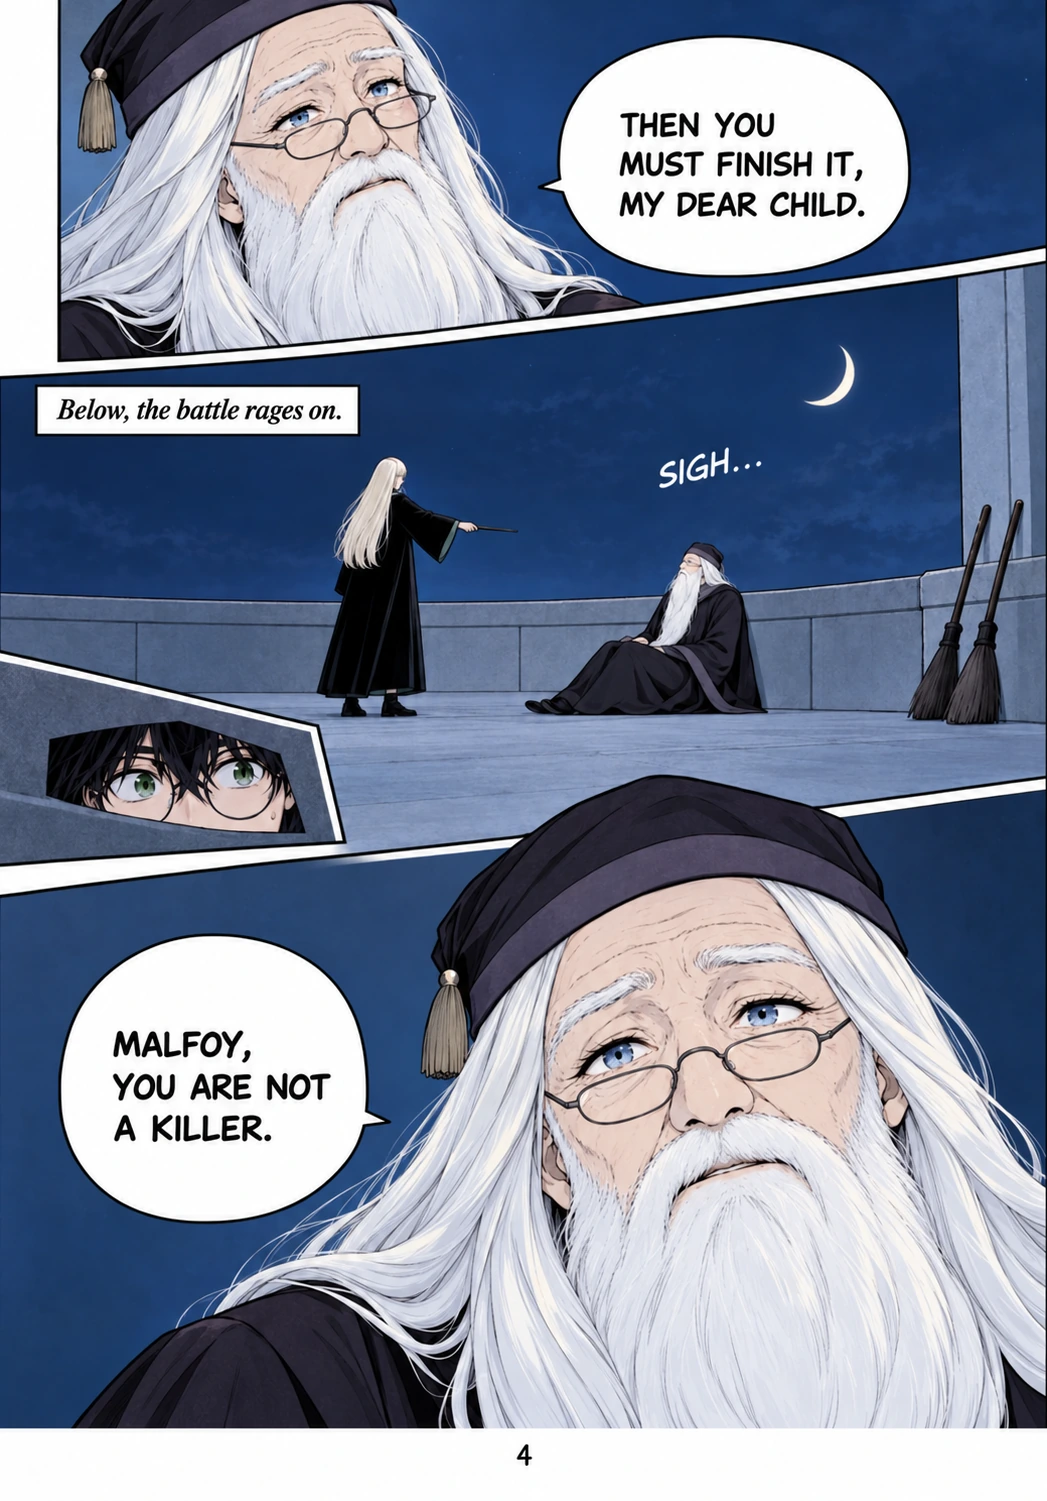 THEN YOU
MUST FINISH IT,
MY DEAR CHILD.
Below, the battle rages on.
SIGH...
MALFOY,
YOU ARE NOT
A KILLER.
4